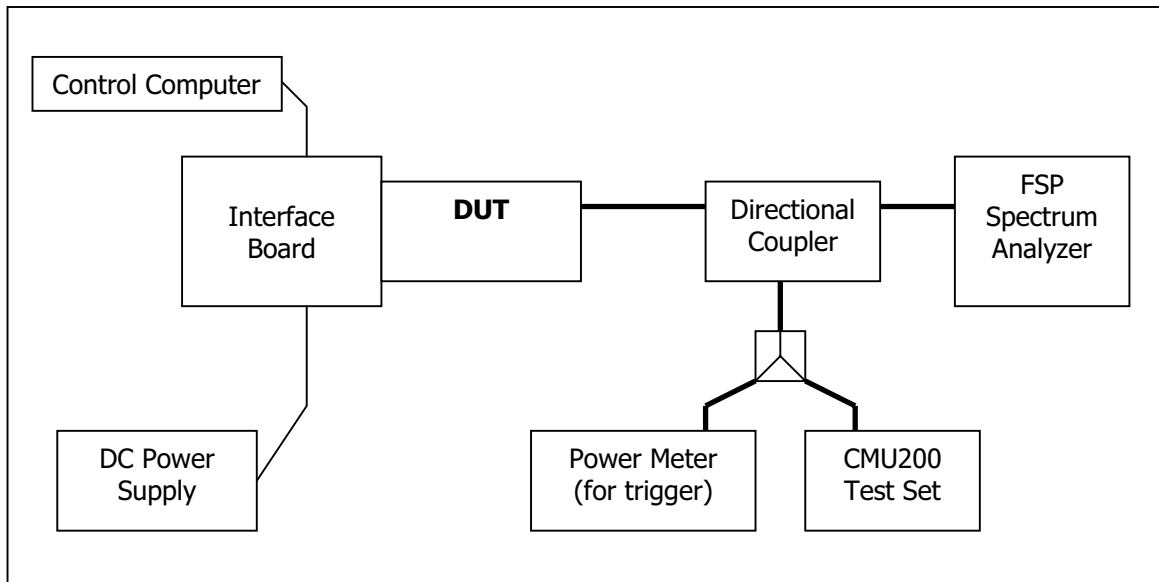 Control Computer
Interface
Board
DUT
Directional
Coupler
FSP
Spectrum
Analyzer
DC Power
Supply
Power Meter
(for trigger)
CMU200
Test Set